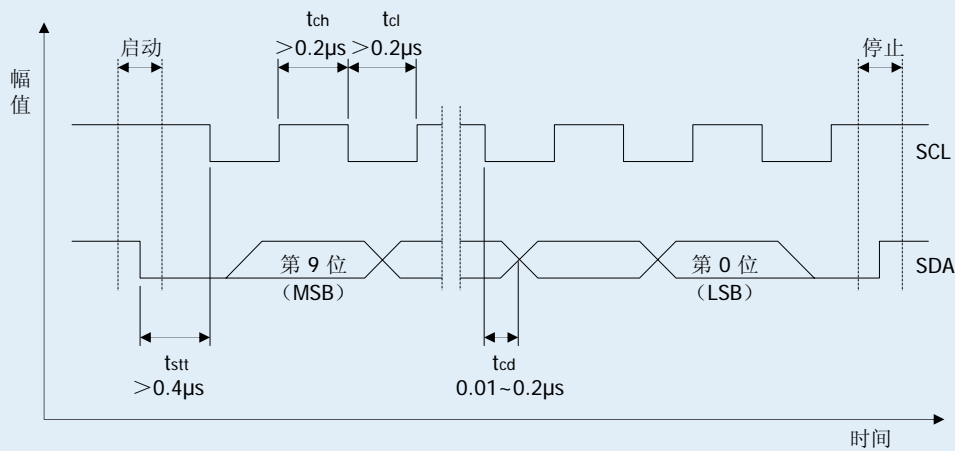 tch
tcl
>0.2μs
>0.2μs
启动
停止
幅值
SCL
SDA
第 9 位
(MSB)
第 0 位
(LSB)
tstt
>0.4μs
tcd
0.01~0.2μs
时间